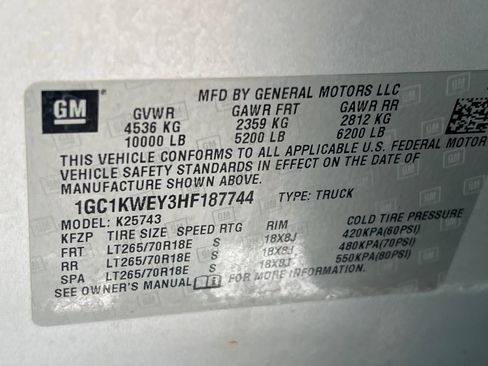 GM
MFD BY GENERAL MOTORS LLC
GVWR GAWR FRT GAWR RR
4536 KG 2359 KG 2812 KG
10000 LB 5200 LB 6200 LB
THIS VEHICLE CONFORMS TO ALL APPLICABLE U.S. FEDERAL MOTOR
VEHICLE SAFETY STANDARDS IN EFFECT ON THE DATE OF
MANUFACTURE SHOWN ABOVE.
1GC1KWEY3HF187744 TYPE: TRUCK
MODEL: K25743
KFZP TIRE SIZE SPEED RTG RIM COLD TIRE PRESSURE
FRT LT265/70R18E S 18X8J 420KPA(60PSI)
RR LT265/70R18E S 18X8J 480KPA(70PSI)
SPA LT265/70R18E S 18X8J 550KPA(80PSI)
SEE OWNER'S MANUAL FOR MORE INFORMATION.